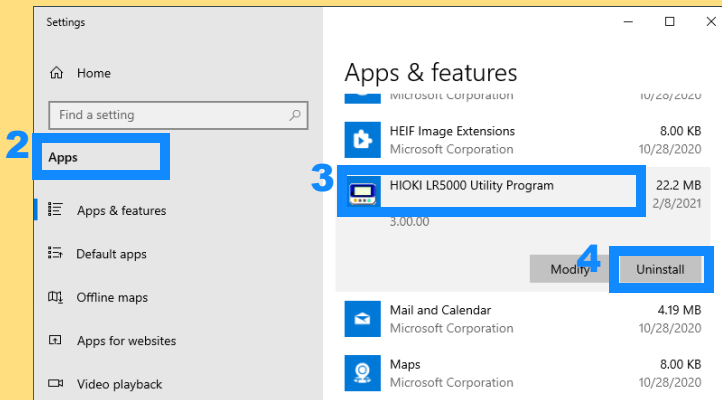 Settings
Home
Find a setting
2
Apps
Apps & features
Default apps
Offline maps
Apps for websites
Video playback
Apps & features
Microsoft Corporation 10/28/2020
HEIF Image Extensions 8.00 KB
Microsoft Corporation 10/28/2020
3
HIOKI LR5000 Utility Program 22.2 MB
2/8/2021
3.00.00
4
Modify Uninstall
Mail and Calendar 4.19 MB
Microsoft Corporation 10/28/2020
Maps 8.00 KB
Microsoft Corporation 10/28/2020